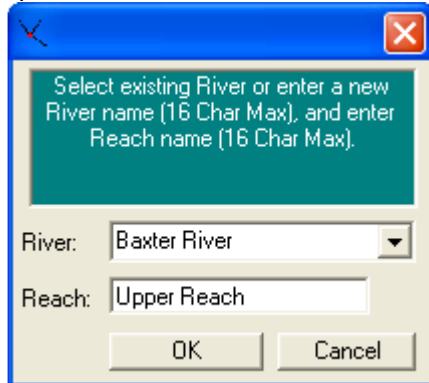 Select existing River or enter a new
River name (16 Char Max), and enter
Reach name (16 Char Max).
River: Baxter River
Reach: Upper Reach
OK Cancel